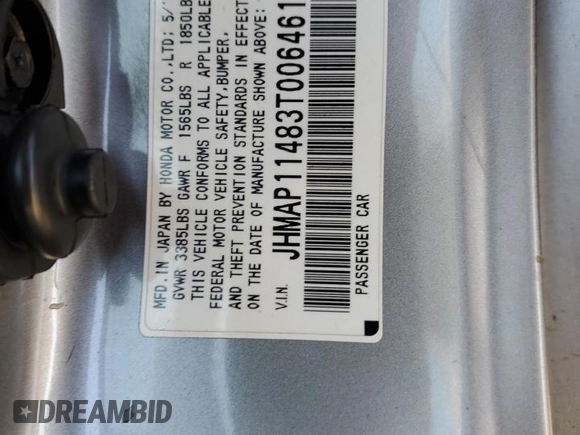 MFD. IN JAPAN BY HONDA MOTOR CO.,LTD; 5/
GVWR 3385LBS GAWR F 1565LBS R 1850LB
THIS VEHICLE CONFORMS TO ALL APPLICABLE
FEDERAL MOTOR VEHICLE SAFETY,BUMPER,
AND THEFT PREVENTION STANDARDS IN EFFECT
ON THE DATE OF MANUFACTURE SHOWN ABOVE:
V.I.N. JHMAP11483T006461
PASSENGER CAR
DREAMBID